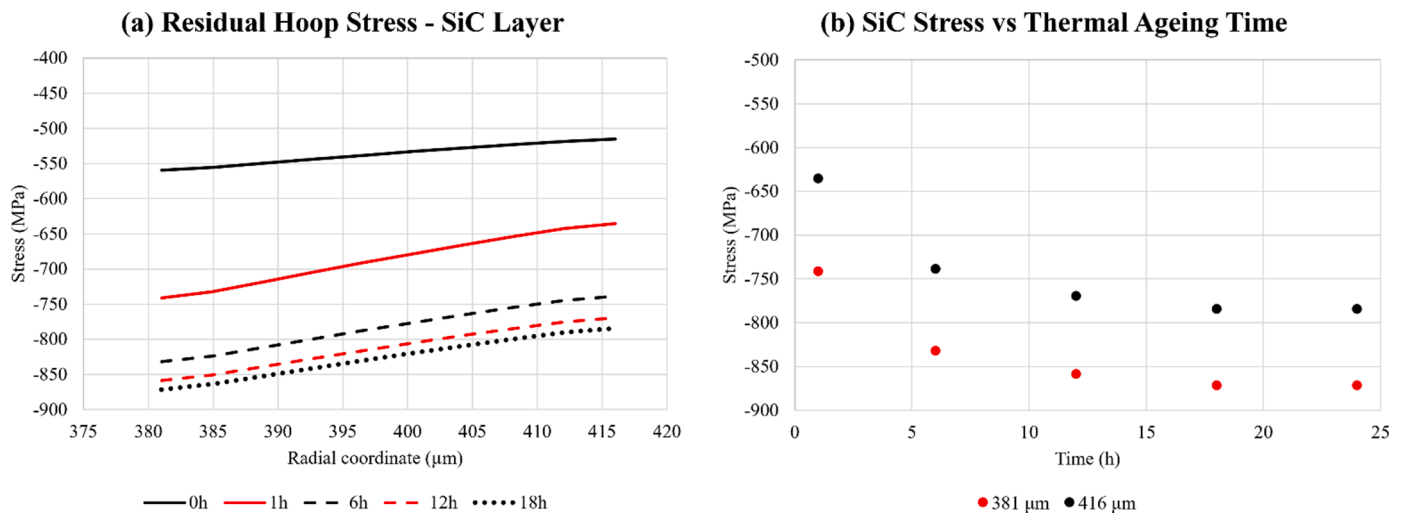 (a) Residual Hoop Stress - SiC Layer
-400
-450
-500
-550
-600
-650
-700
-750
-800
-850
-900
Stress (MPa)
375 380 385 390 395 400 405 410 415 420
Radial coordinate (µm)
0h 1h 6h 12h 18h
(b) SiC Stress vs Thermal Ageing Time
-500
-550
-600
-650
-700
-750
-800
-850
-900
Stress (MPa)
0 5 10 15 20 25
Time (h)
381 µm 416 µm